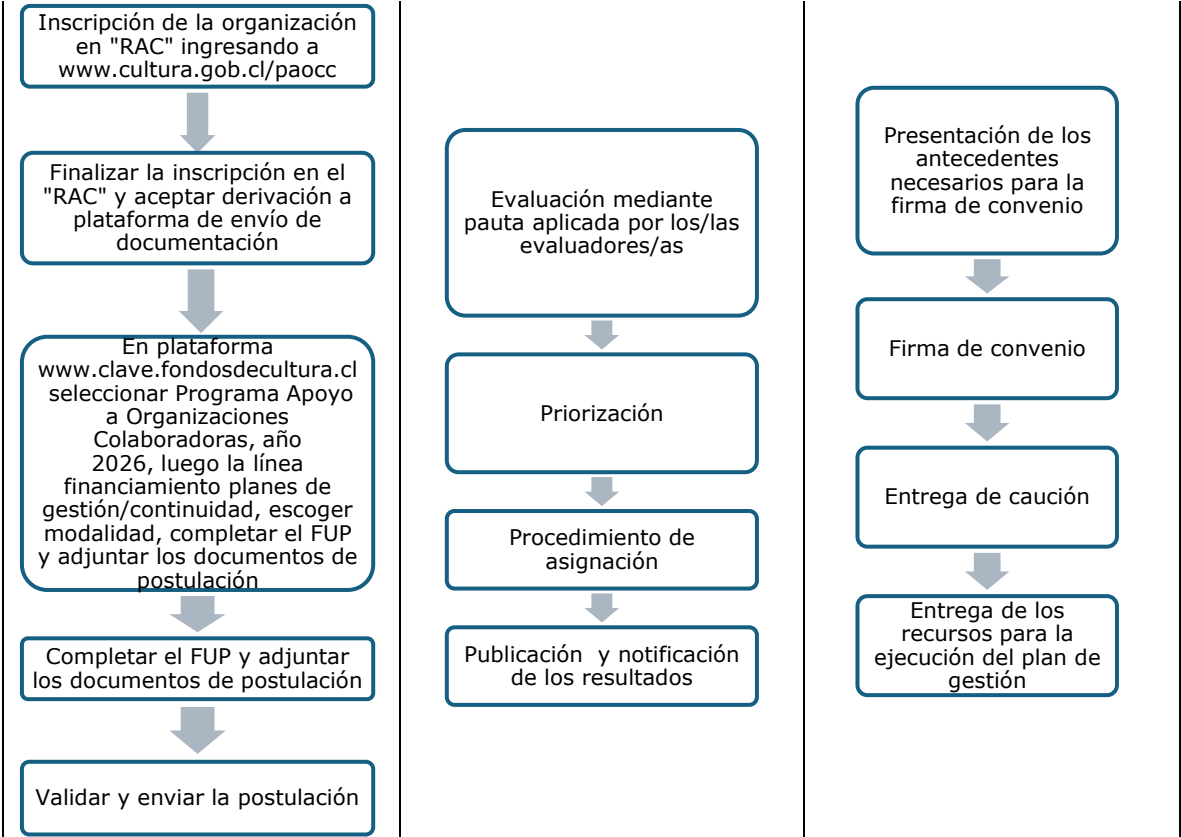 Inscripción de la organización
en "RAC" ingresando a
www.cultura.gob.cl/paocc
Finalizar la inscripción en el
"RAC" y aceptar derivación a
plataforma de envío de
documentación
En plataforma
www.clave.fondosdecultura.cl
seleccionar Programa Apoyo
a Organizaciones
Colaboradoras, año
2026, luego la línea
financiamiento planes de
gestión/continuidad, escoger
modalidad, completar el FUP
y adjuntar los documentos de
postulación
Completar el FUP y adjuntar
los documentos de postulación
Validar y enviar la postulación
Evaluación mediante
pauta aplicada por los/las
evaluadores/as
Priorización
Procedimiento de
asignación
Publicación y notificación
de los resultados
Presentación de los
antecedentes
necesarios para la
firma de convenio
Firma de convenio
Entrega de caución
Entrega de los
recursos para la
ejecución del plan de
gestión